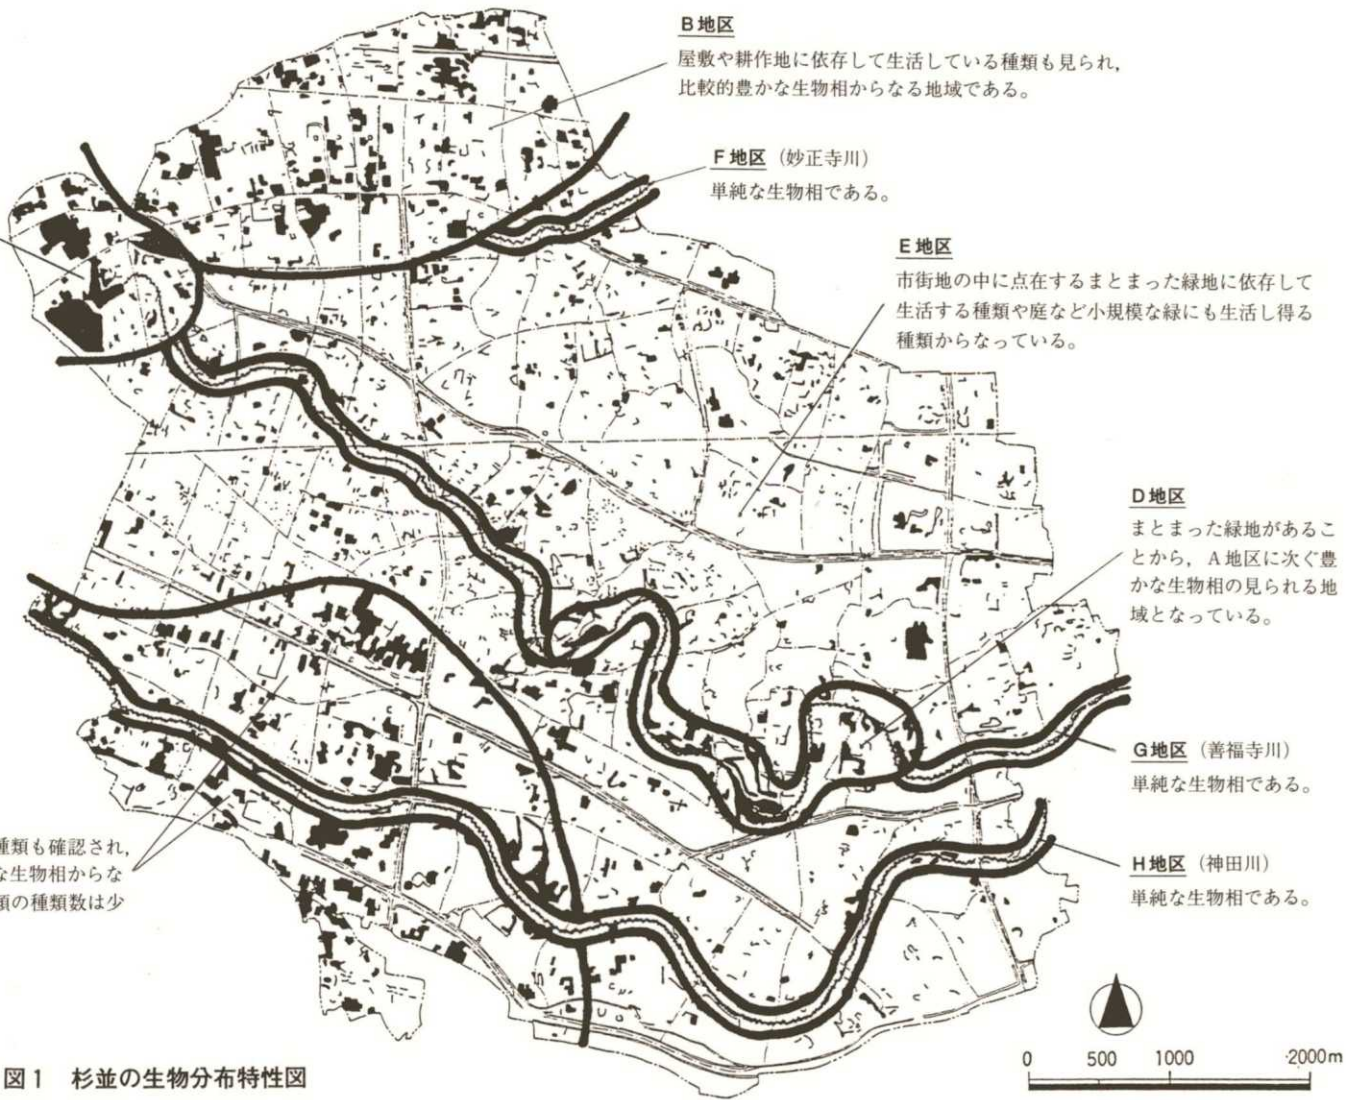 B地区
屋敷や耕作地に依存して生活している種類も見られ,
比較的豊かな生物相からなる地域である。
F地区（妙正寺川）
単純な生物相である。
E地区
市街地の中に点在するまとまった緑地に依存して
生活する種類や庭など小規模な緑にも生活し得る
種類からなっている。
D地区
まとまった緑地があるこ
とから，A地区に次ぐ豊
かな生物相の見られる地
域となっている。
G地区（善福寺川）
単純な生物相である。
H地区（神田川）
単純な生物相である。
種類も確認され,
な生物相からな
類の種類数は少
0 500 1000 2000m
図1 杉並の生物分布特性図